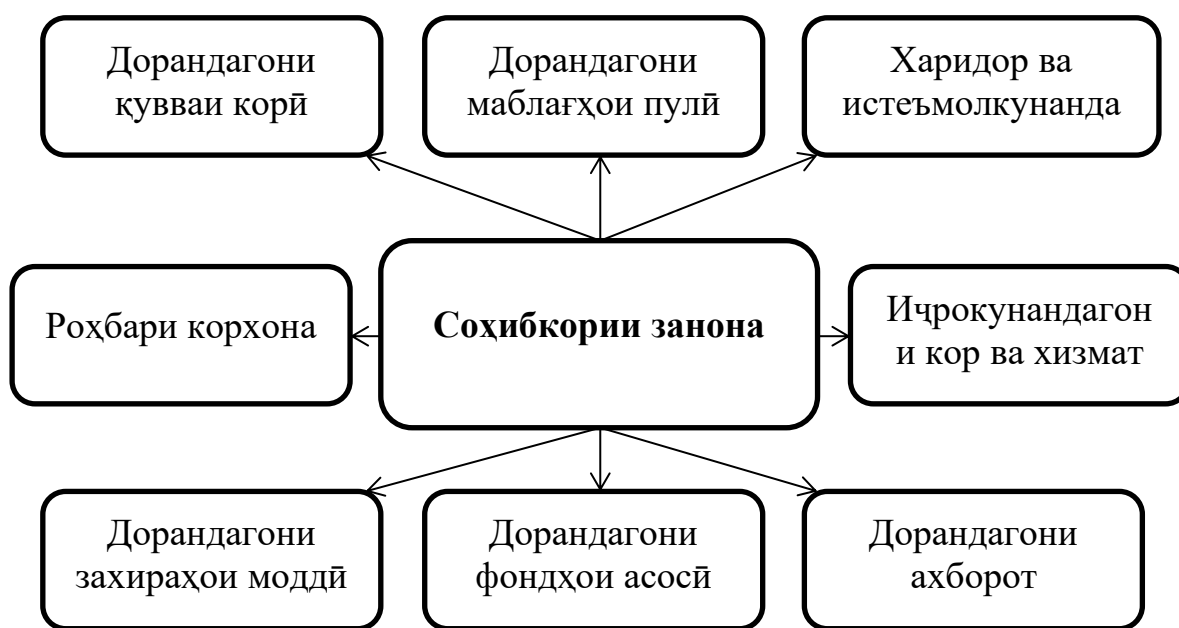 Дорандагони
қувваи корӣ
Дорандагони
маблағҳои пулӣ
Харидор ва
истеъмолкунанда
Роҳбари корхона
Соҳибкории занона
Иҷрокунандагон
и кор ва хизмат
Дорандагони
захираҳои моддӣ
Дорандагони
фондҳои асосӣ
Дорандагони
ахборот